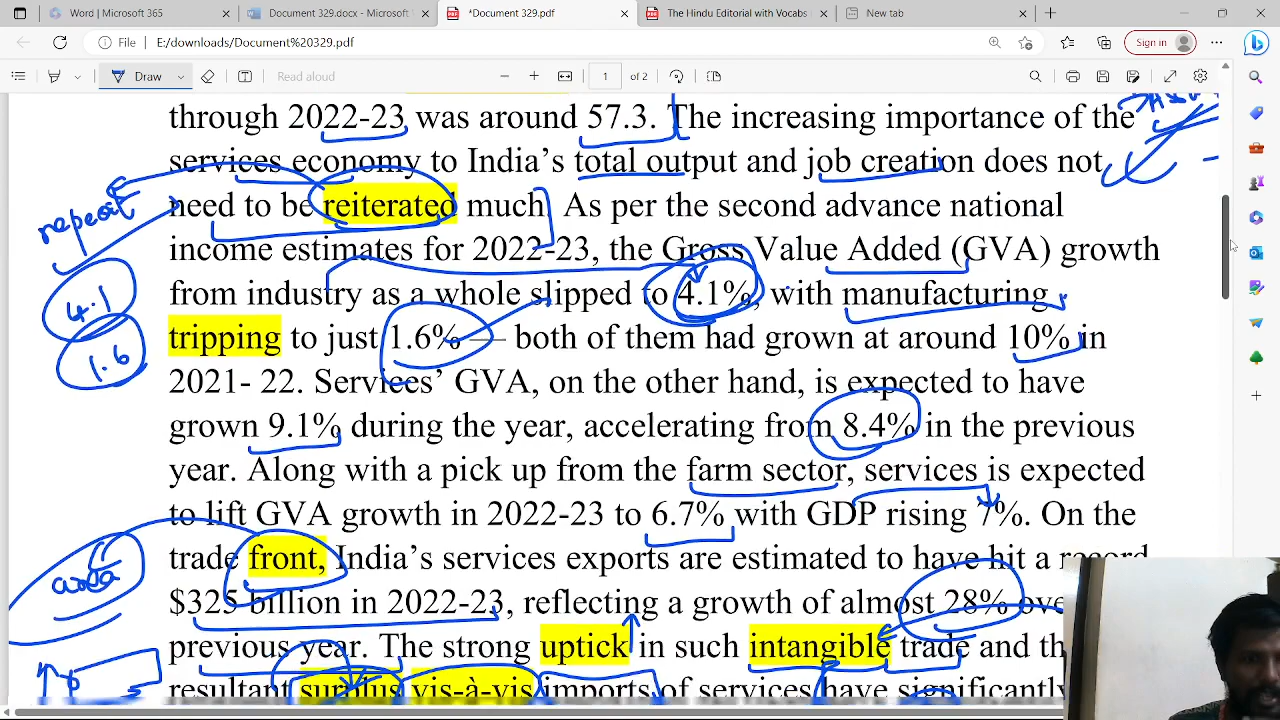 Word | Microsoft 365
Document 329.docx - Microsoft
*Document 329.pdf
The Hindu Editorial with Vocabs
New tab
File
E:/downloads/Document%20329.pdf
Sign in
Draw
Read aloud
1
of 2
through 2022-23 was around 57.3. The increasing importance of the
services economy to India's total output and job creation does not
need to be reiterated much. As per the second advance national
repeat
income estimates for 2022-23, the Gross Value Added (GVA) growth
from industry as a whole slipped to 4.1%, with manufacturing
4.1
tripping to just 1.6% — both of them had grown at around 10% in
1.6
2021- 22. Services' GVA, on the other hand, is expected to have
grown 9.1% during the year, accelerating from 8.4% in the previous
year. Along with a pick up from the farm sector, services is expected
to lift GVA growth in 2022-23 to 6.7% with GDP rising 7%. On the
trade front, India's services exports are estimated to have hit a record
area
$325 billion in 2022-23, reflecting a growth of almost 28% over
previous year. The strong uptick in such intangible trade and th
resultant surplus vis-à-vis imports of services have significantly